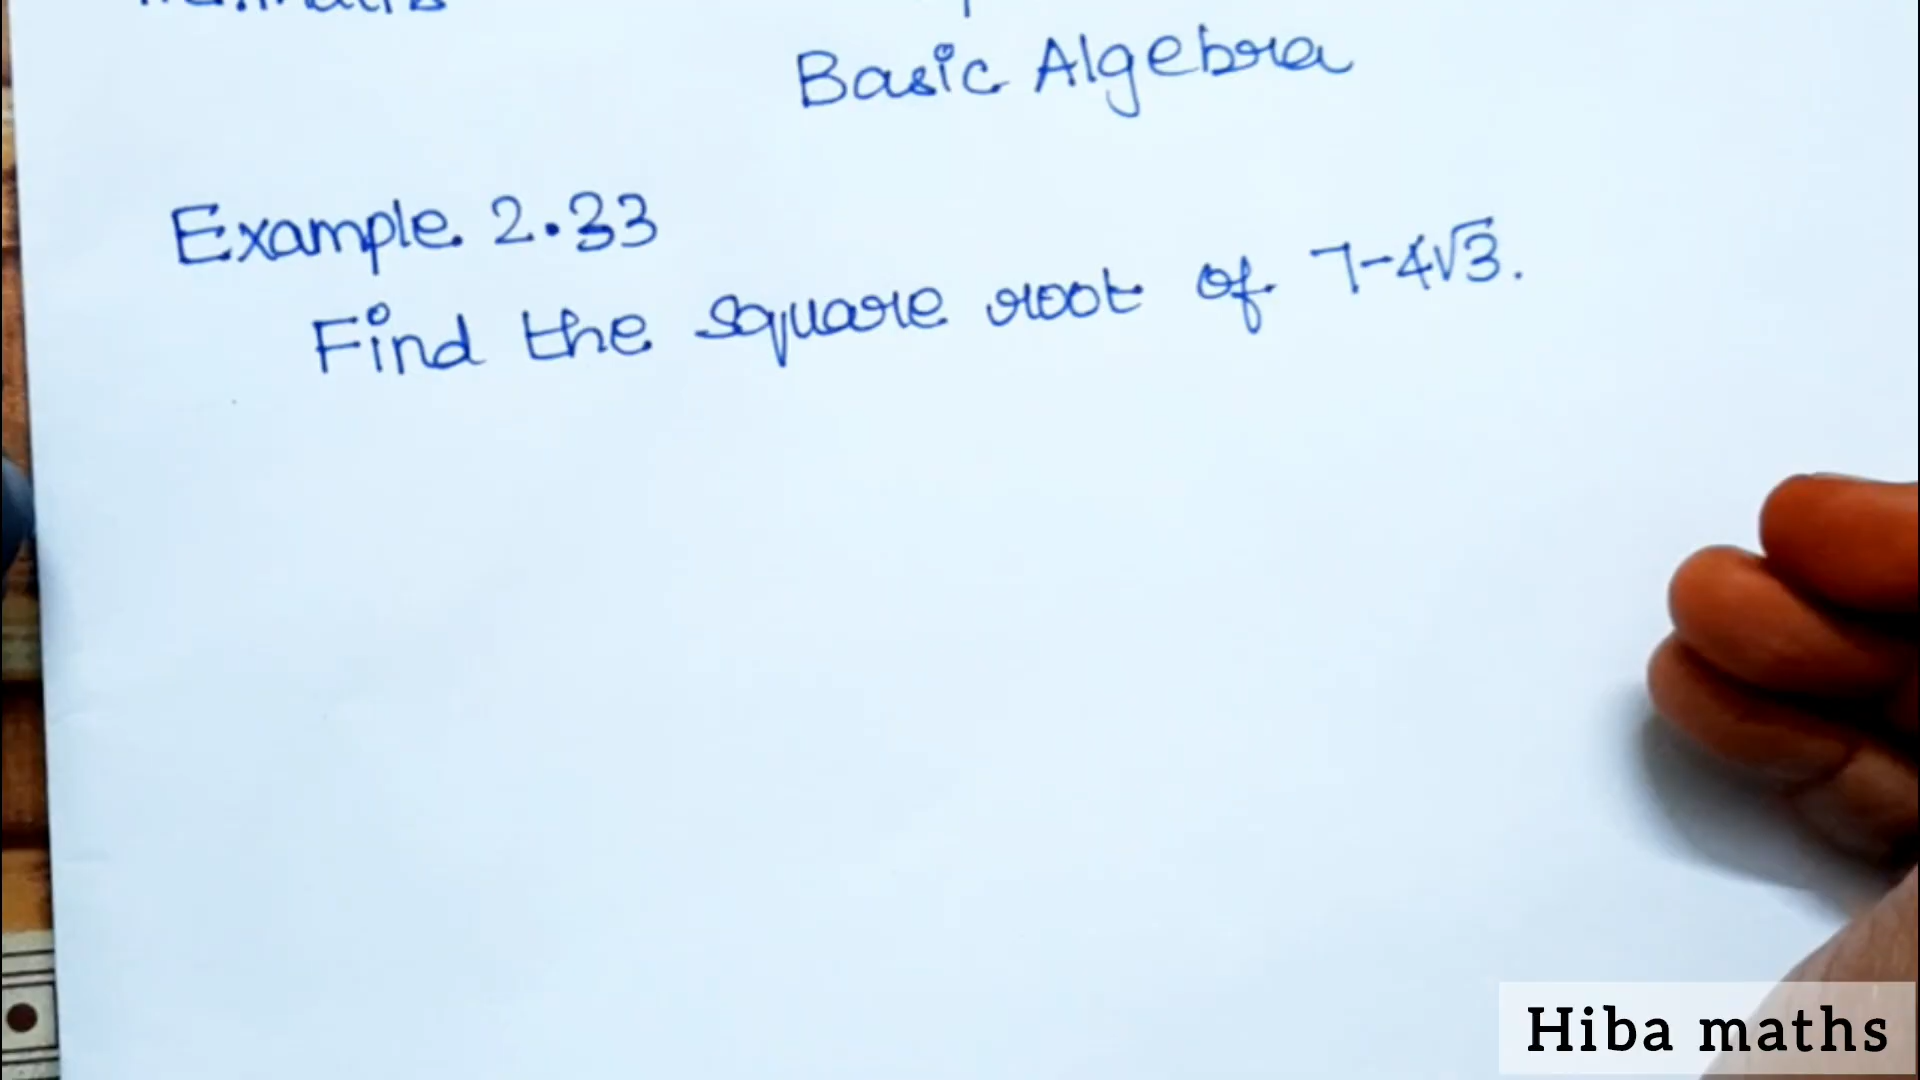 Basic Algebra
Example. 2.33
Find the square root of 7-4√3.
Hiba maths